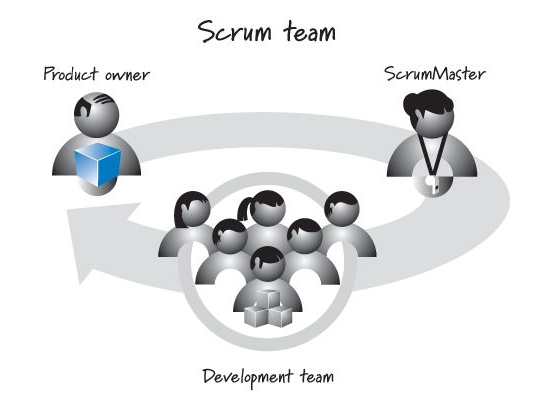 Scrum team
Product owner
ScrumMaster
Development team